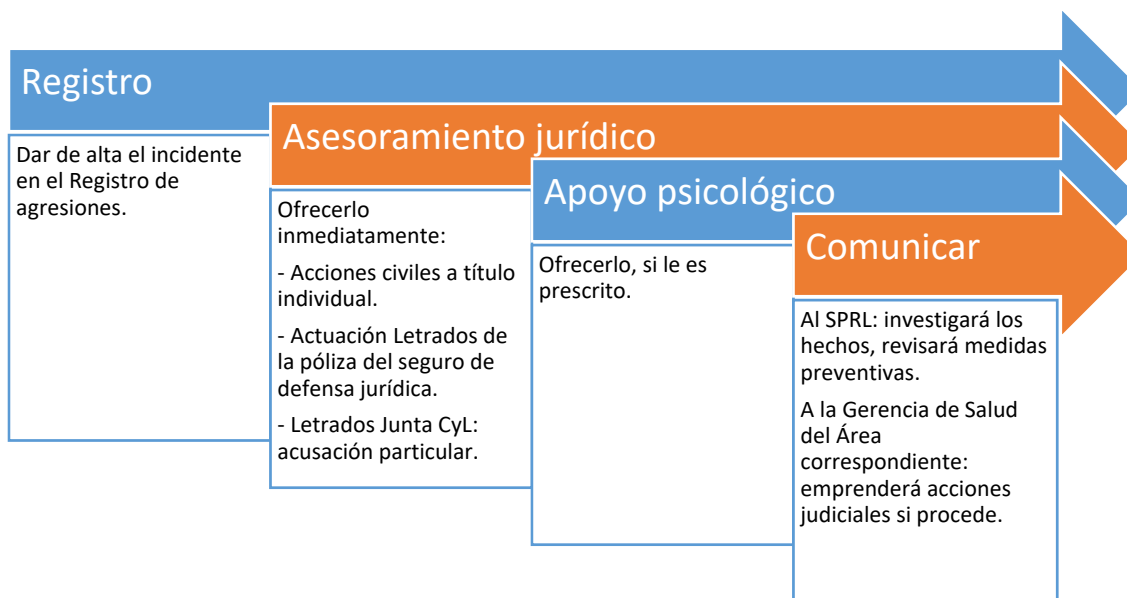 Registro
Dar de alta el incidente
en el Registro de
agresiones.
Asesoramiento jurídico
Ofrecerlo
inmediatamente:
- Acciones civiles a título
individual.
- Actuación Letrados de
la póliza del seguro de
defensa jurídica.
- Letrados Junta CyL:
acusación particular.
Apoyo psicológico
Ofrecerlo, si le es
prescrito.
Comunicar
Al SPRL: investigará los
hechos, revisará medidas
preventivas.
A la Gerencia de Salud
del Área
correspondiente:
emprenderá acciones
judiciales si procede.